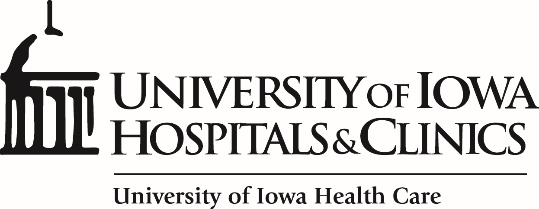 UNIVERSITY OF IOWA
HOSPITALS&CLINICS
University of Iowa Health Care